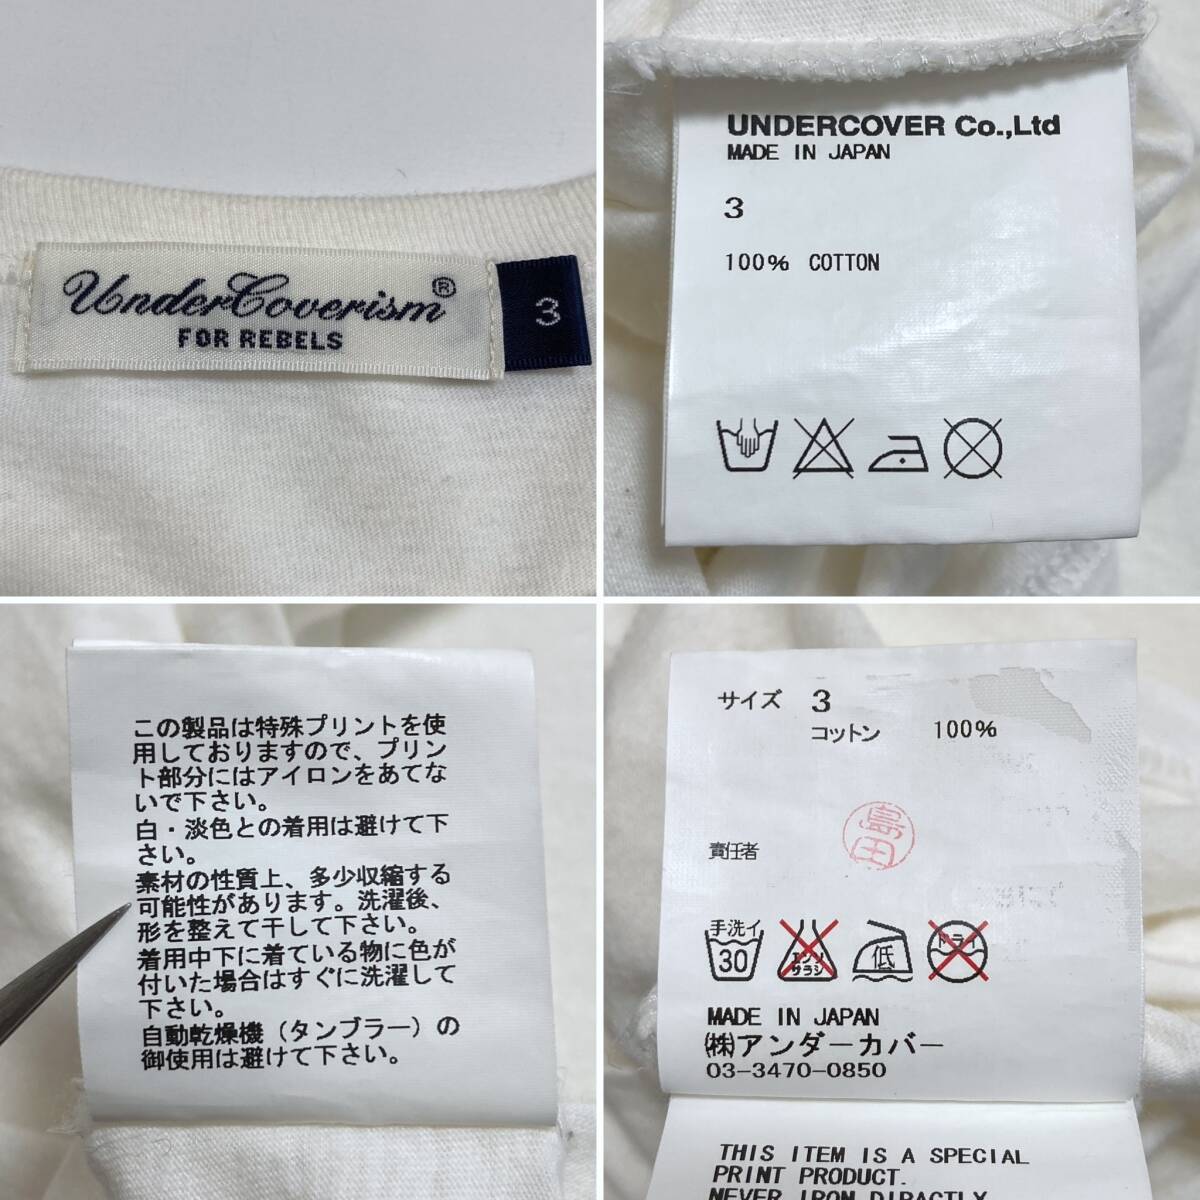 UnderCoverism®
FOR REBELS
3
UNDERCOVER Co.,Ltd
MADE IN JAPAN
3
100% COTTON
この製品は特殊プリントを使
用しておりますので、プリン
ト部分にはアイロンをあてな
いで下さい。
白・淡色との着用は避けて下
さい。
素材の性質上、多少収縮する
可能性があります。洗濯後、
形を整えて干して下さい。
着用中下に着ている物に色が
付いた場合はすぐに洗濯して
下さい。
自動乾燥機（タンブラー）の
御使用は避けて下さい。
サイズ 3
コットン 100%
島田
責任者
手洗イ
30
エンソ
サラシ
低
ドライ
MADE IN JAPAN
㈱アンダーカバー
03-3470-0850
THIS ITEM IS A SPECIAL
PRINT PRODUCT.
NEVER IRON DIRACTLY